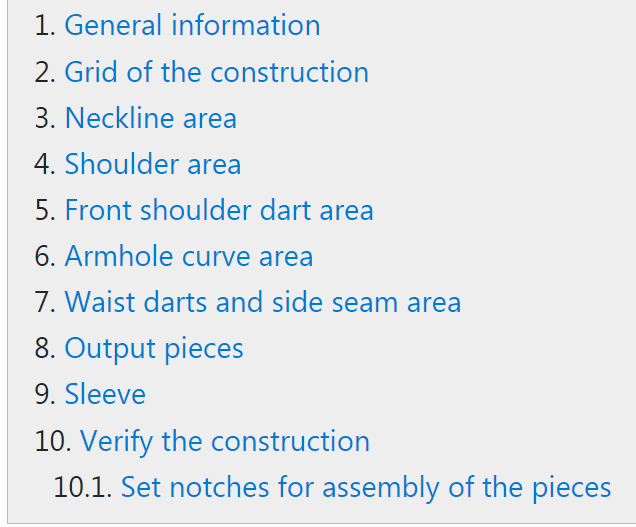 1. General information
2. Grid of the construction
3. Neckline area
4. Shoulder area
5. Front shoulder dart area
6. Armhole curve area
7. Waist darts and side seam area
8. Output pieces
9. Sleeve
10. Verify the construction
10.1. Set notches for assembly of the pieces